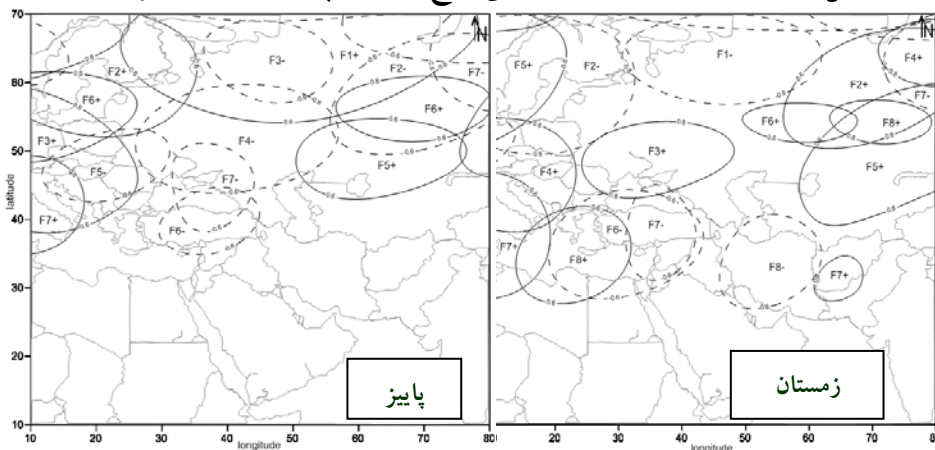 70
60
50
40
30
20
10
latitude
N
F1+
F3-
F2+
F2-
F7-
F6+
F6+
F3+
F4-
F5-
F5+
F7-
F7+
F6-
پاییز
10 20 30 40 50 60 70 80
longitude
N
F1-
F5+
F2-
F4+
F2+
F7-
F6+
F8+
F3+
F4+
F5+
F7+
F6-
F7-
F8+
F8-
F7+
زمستان
20 30 40 50 60 70
longitude